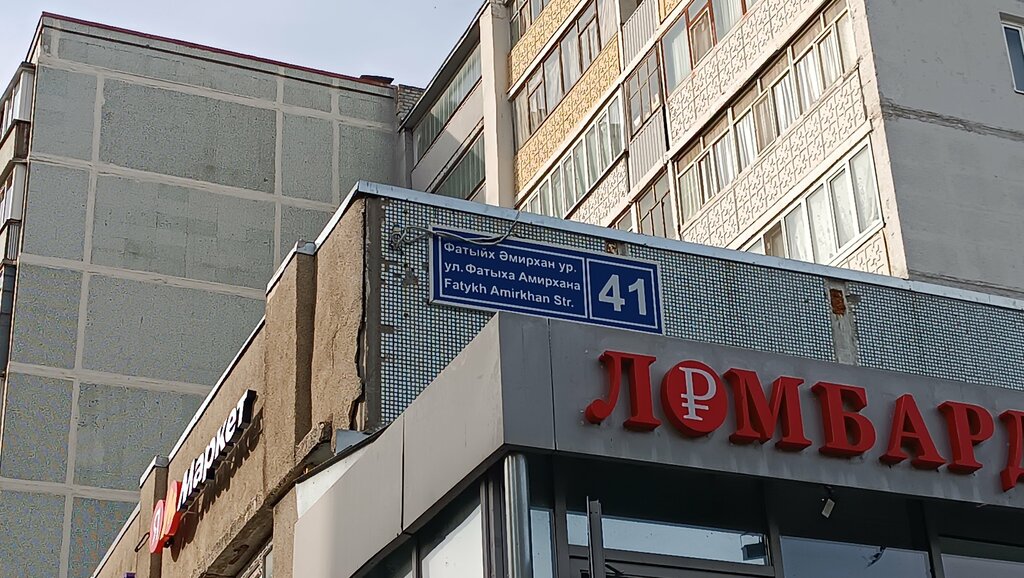 Фатыйх Әмирхан ур.
ул. Фатыха Амирхана
Fatykh Amirkhan Str.
41
ЛОМБАРД
Я Маркет